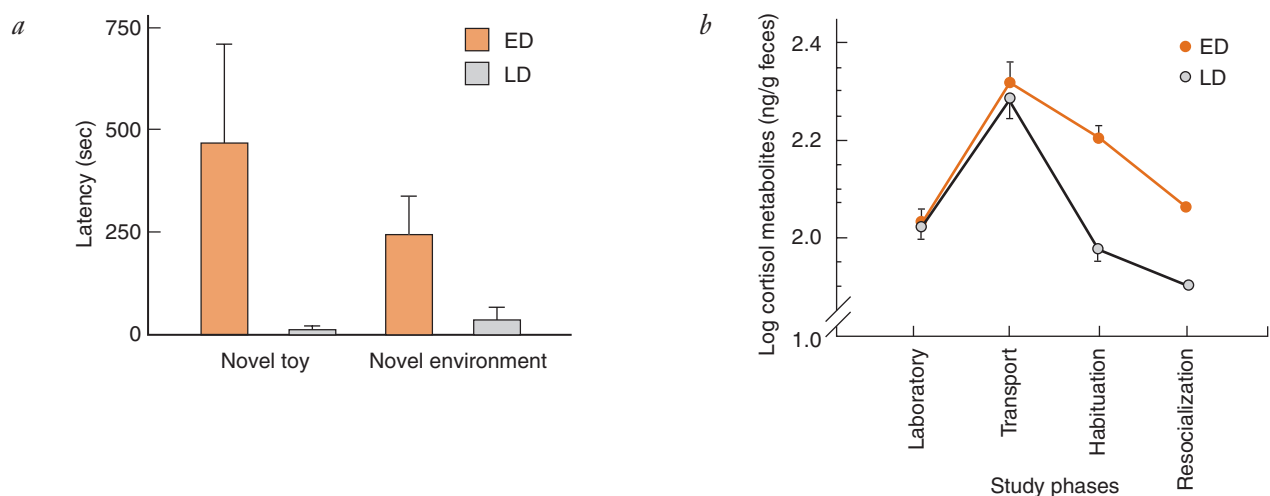 a
750
500
250
0
Latency (sec)
ED
LD
Novel toy
Novel environment
b
2.4
2.2
2.0
1.0
Log cortisol metabolites (ng/g feces)
ED
LD
Laboratory
Transport
Habituation
Resocialization
Study phases